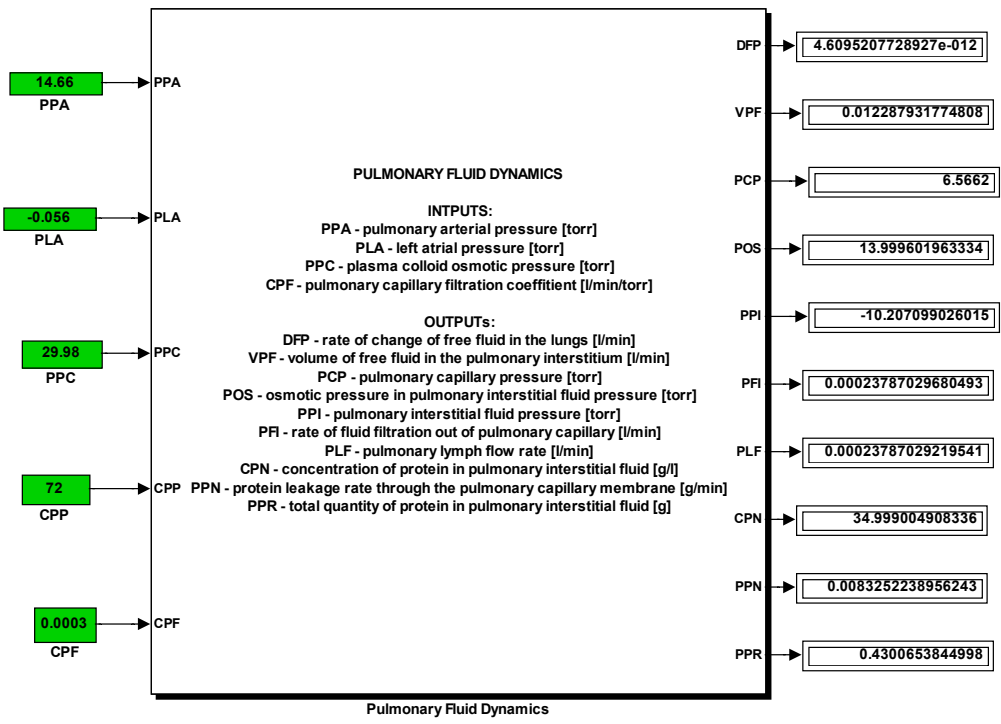 DFP
4.6095207728927e-012
14.66
PPA
PPA
VPF
0.012287931774808
PULMONARY FLUID DYNAMICS
PCP
6.5662
INTPUTS:
-0.056
PLA
PLA
PPA - pulmonary arterial pressure [torr]
PLA - left atrial pressure [torr]
POS
13.999601963334
PPC - plasma colloid osmotic pressure [torr]
CPF - pulmonary capillary filtration coeffitient [l/min/torr]
PPI
-10.207099026015
OUTPUTs:
DFP - rate of change of free fluid in the lungs [l/min]
29.98
PPC
PPC
VPF - volume of free fluid in the pulmonary interstitium [l/min]
PCP - pulmonary capillary pressure [torr]
PFI
0.00023787029680493
POS - osmotic pressure in pulmonary interstitial fluid pressure [torr]
PPI - pulmonary interstitial fluid pressure [torr]
PFI - rate of fluid filtration out of pulmonary capillary [l/min]
PLF - pulmonary lymph flow rate [l/min]
PLF
0.00023787029219541
CPN - concentration of protein in pulmonary interstitial fluid [g/l]
72
CPP
CPP
PPN - protein leakage rate through the pulmonary capillary membrane [g/min]
PPR - total quantity of protein in pulmonary interstitial fluid [g]
CPN
34.999004908336
PPN
0.0083252238956243
0.0003
CPF
CPF
PPR
0.4300653844998
Pulmonary Fluid Dynamics